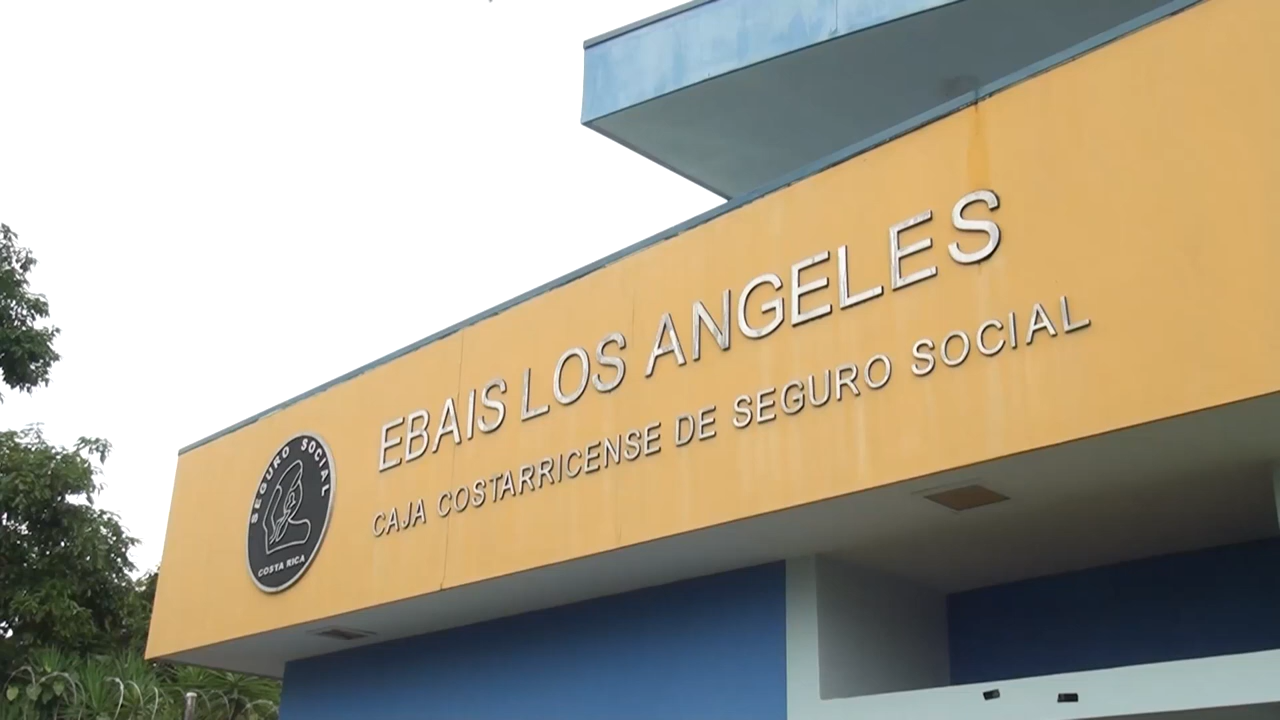 EBAIS LOS ANGELES
CAJA COSTARRICENSE DE SEGURO SOCIAL
SEGURO SOCIAL
COSTA RICA